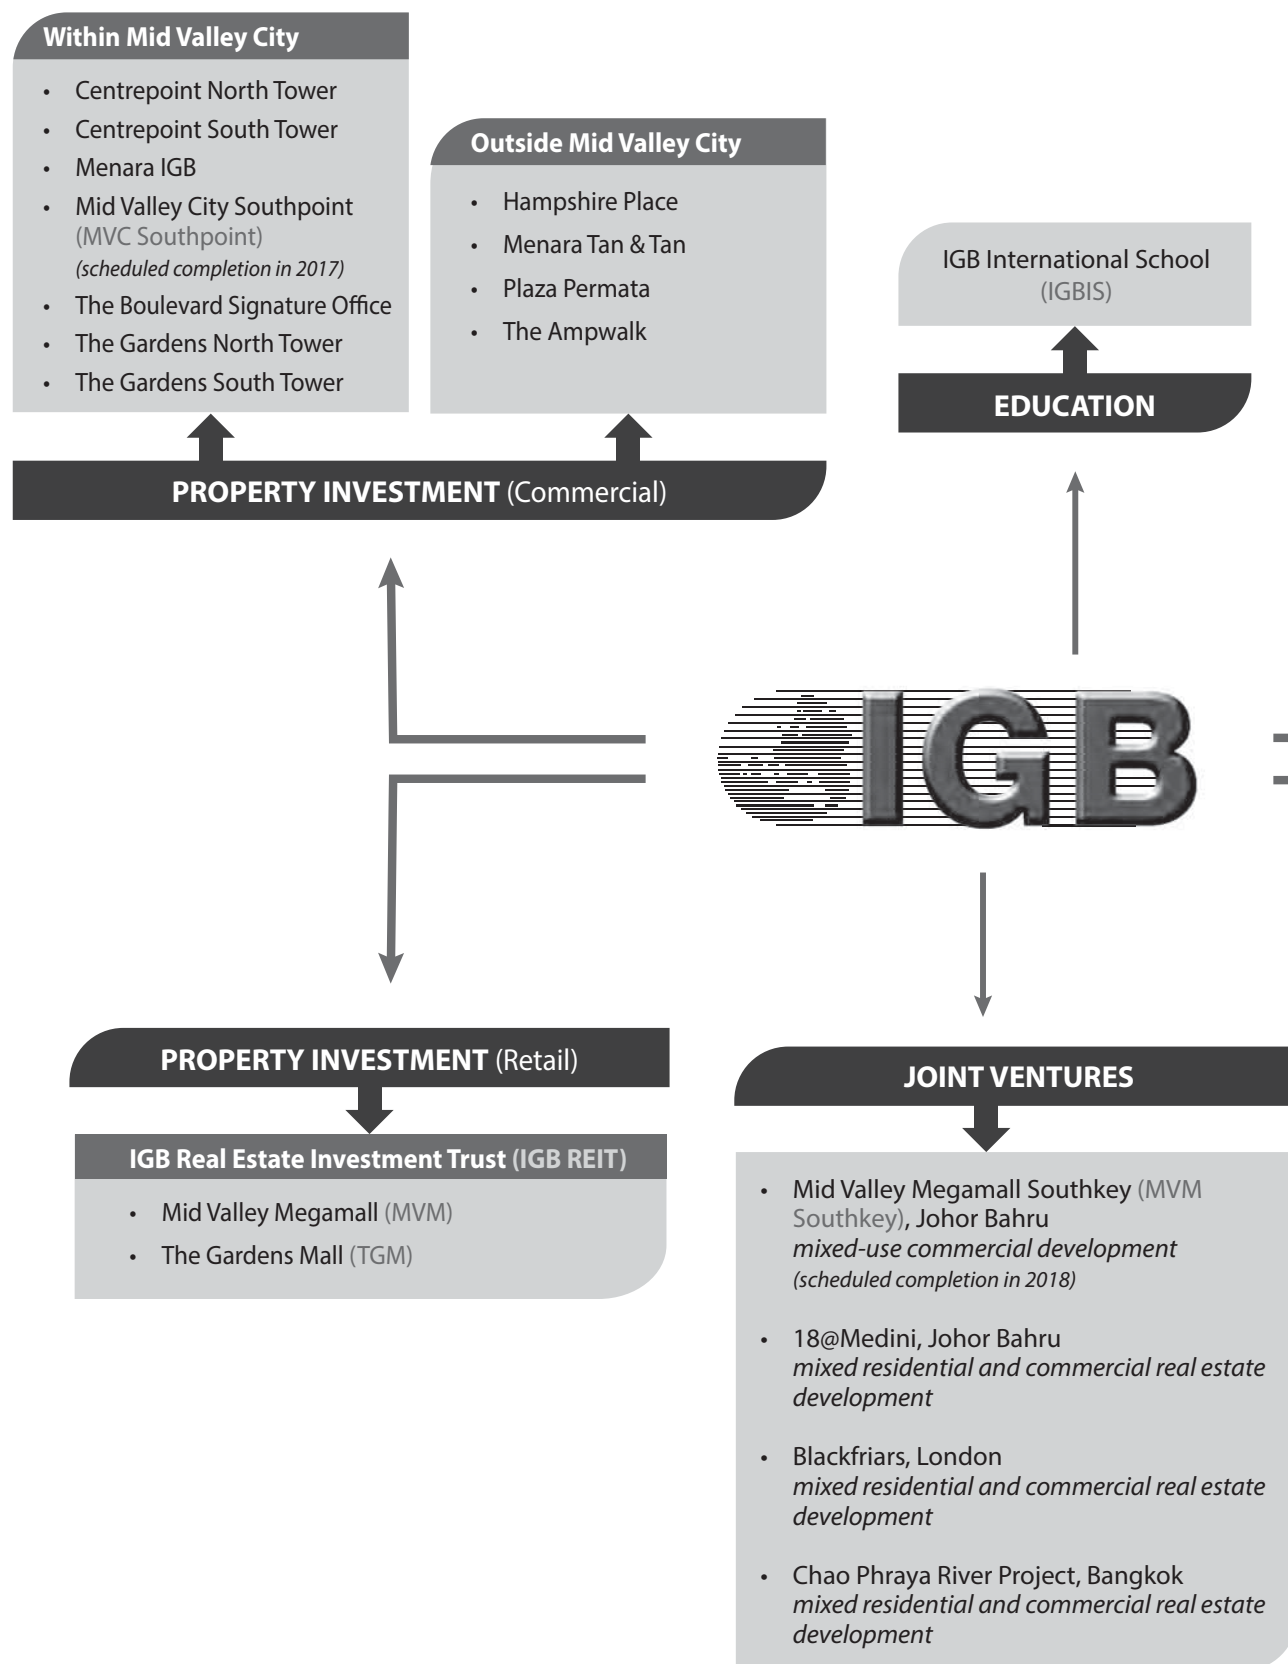 Within Mid Valley City
• Centrepoint North Tower
• Centrepoint South Tower
• Menara IGB
• Mid Valley City Southpoint
(MVC Southpoint)
(scheduled completion in 2017)
• The Boulevard Signature Office
• The Gardens North Tower
• The Gardens South Tower
Outside Mid Valley City
• Hampshire Place
• Menara Tan & Tan
• Plaza Permata
• The Ampwalk
PROPERTY INVESTMENT (Commercial)
IGB International School
(IGBIS)
EDUCATION
IGB
PROPERTY INVESTMENT (Retail)
IGB Real Estate Investment Trust (IGB REIT)
• Mid Valley Megamall (MVM)
• The Gardens Mall (TGM)
JOINT VENTURES
• Mid Valley Megamall Southkey (MVM
Southkey), Johor Bahru
mixed-use commercial development
(scheduled completion in 2018)
• 18@Medini, Johor Bahru
mixed residential and commercial real estate
development
• Blackfriars, London
mixed residential and commercial real estate
development
• Chao Phraya River Project, Bangkok
mixed residential and commercial real estate
development